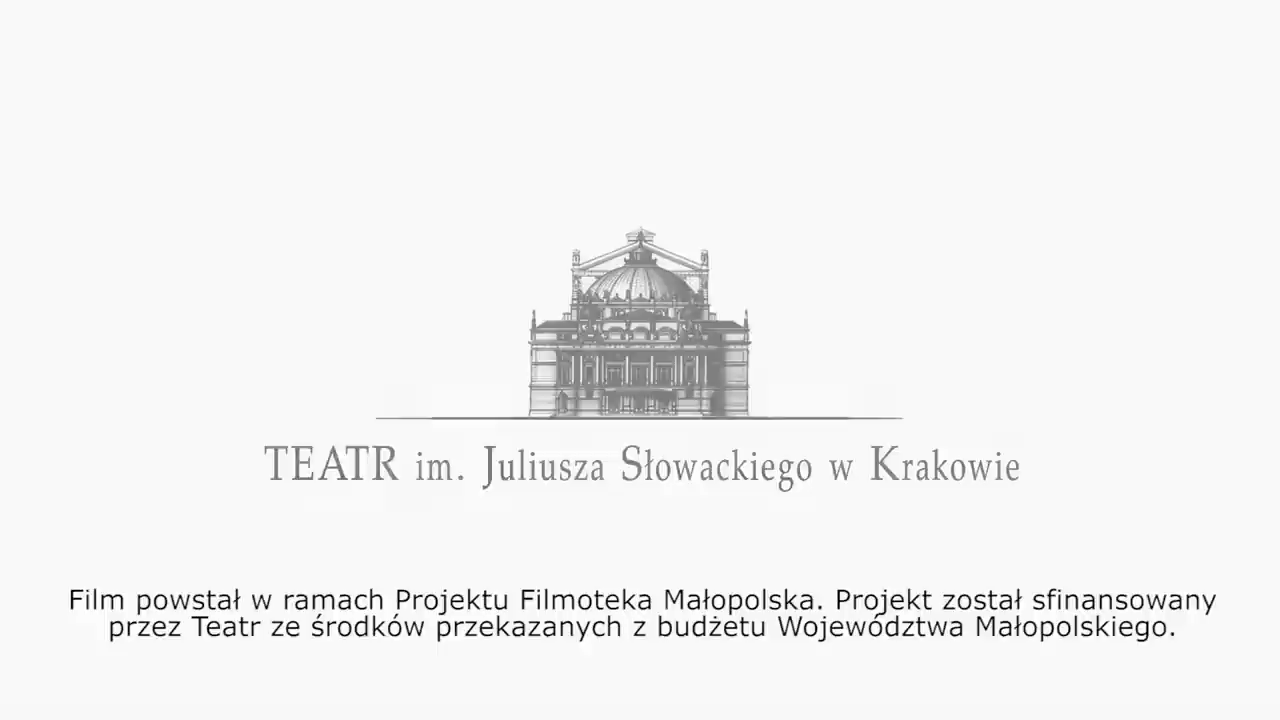 TEATR im. Juliusza Słowackiego w Krakowie
Film powstał w ramach Projektu Filmoteka Małopolska. Projekt został sfinansowany
przez Teatr ze środków przekazanych z budżetu Województwa Małopolskiego.